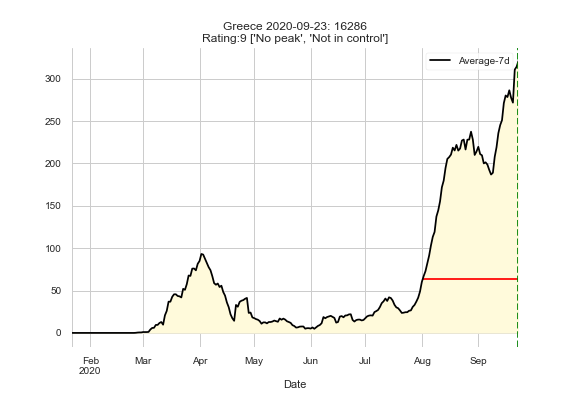 Greece 2020-09-23: 16286
Rating:9 ['No peak', 'Not in control']
Average-7d
300
250
200
150
100
50
0
Feb Mar Apr May Jun Jul Aug Sep
2020
Date